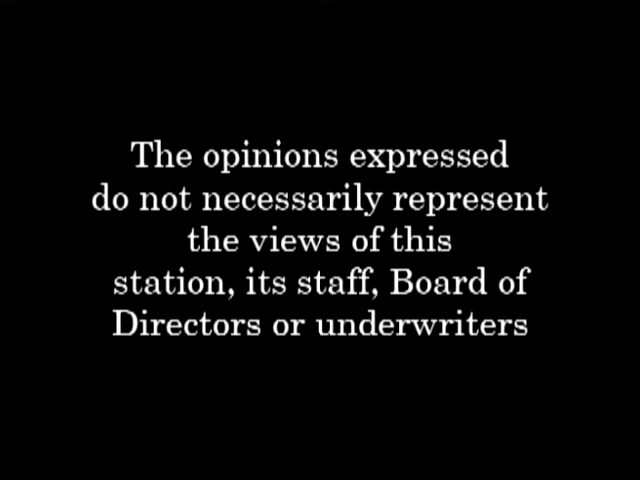 The opinions expressed
do not necessarily represent
the views of this
station, its staff, Board of
Directors or underwriters